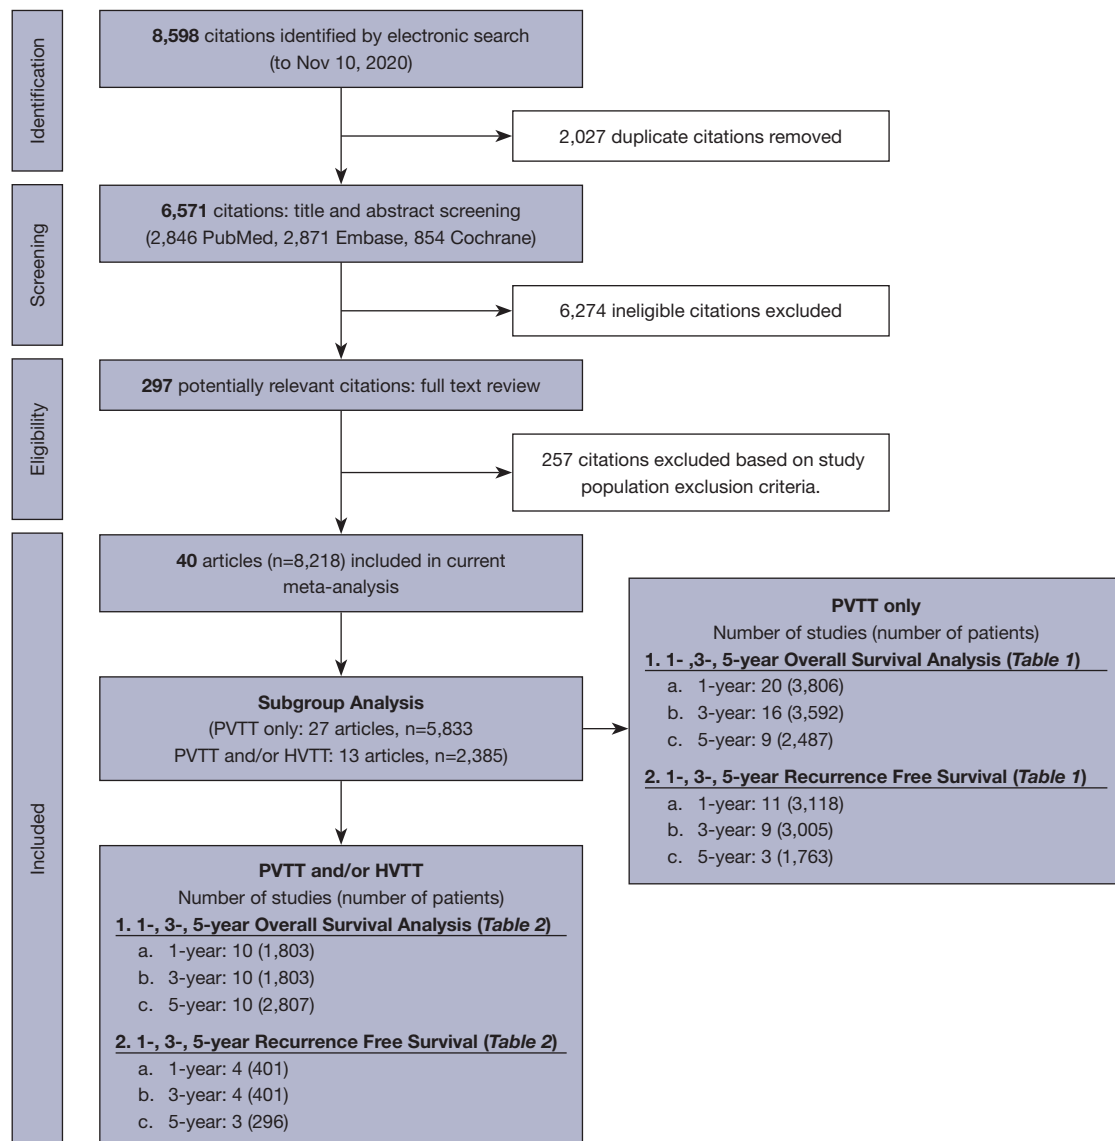 Identification
8,598 citations identified by electronic search
(to Nov 10, 2020)
2,027 duplicate citations removed
Screening
6,571 citations: title and abstract screening
(2,846 PubMed, 2,871 Embase, 854 Cochrane)
6,274 ineligible citations excluded
Eligibility
297 potentially relevant citations: full text review
257 citations excluded based on study
population exclusion criteria.
Included
40 articles (n=8,218) included in current
meta-analysis
Subgroup Analysis
(PVTT only: 27 articles, n=5,833
PVTT and/or HVTT: 13 articles, n=2,385)
PVTT only
Number of studies (number of patients)
1. 1- ,3-, 5-year Overall Survival Analysis (Table 1)
a. 1-year: 20 (3,806)
b. 3-year: 16 (3,592)
c. 5-year: 9 (2,487)
2. 1-, 3-, 5-year Recurrence Free Survival (Table 1)
a. 1-year: 11 (3,118)
b. 3-year: 9 (3,005)
c. 5-year: 3 (1,763)
PVTT and/or HVTT
Number of studies (number of patients)
1. 1-, 3-, 5-year Overall Survival Analysis (Table 2)
a. 1-year: 10 (1,803)
b. 3-year: 10 (1,803)
c. 5-year: 10 (2,807)
2. 1-, 3-, 5-year Recurrence Free Survival (Table 2)
a. 1-year: 4 (401)
b. 3-year: 4 (401)
c. 5-year: 3 (296)